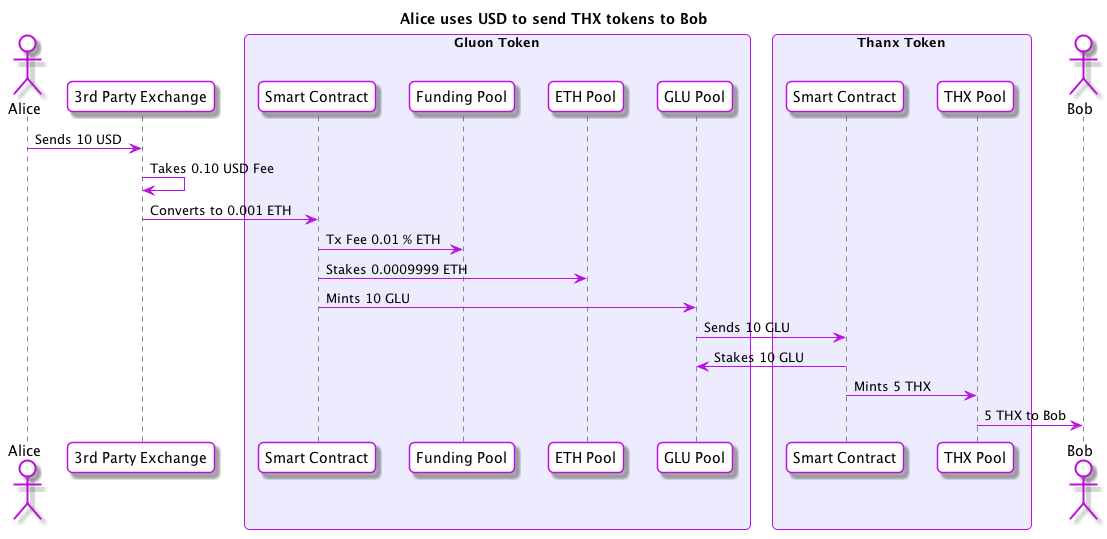 Alice uses USD to send THX tokens to Bob
Gluon Token
Thanx Token
Alice
3rd Party Exchange
Smart Contract
Funding Pool
ETH Pool
GLU Pool
Smart Contract
THX Pool
Bob
Sends 10 USD
Takes 0.10 USD Fee
Converts to 0.001 ETH
Tx Fee 0.01 % ETH
Stakes 0.0009999 ETH
Mints 10 GLU
Sends 10 GLU
Stakes 10 GLU
Mints 5 THX
5 THX to Bob
Alice
3rd Party Exchange
Smart Contract
Funding Pool
ETH Pool
GLU Pool
Smart Contract
THX Pool
Bob